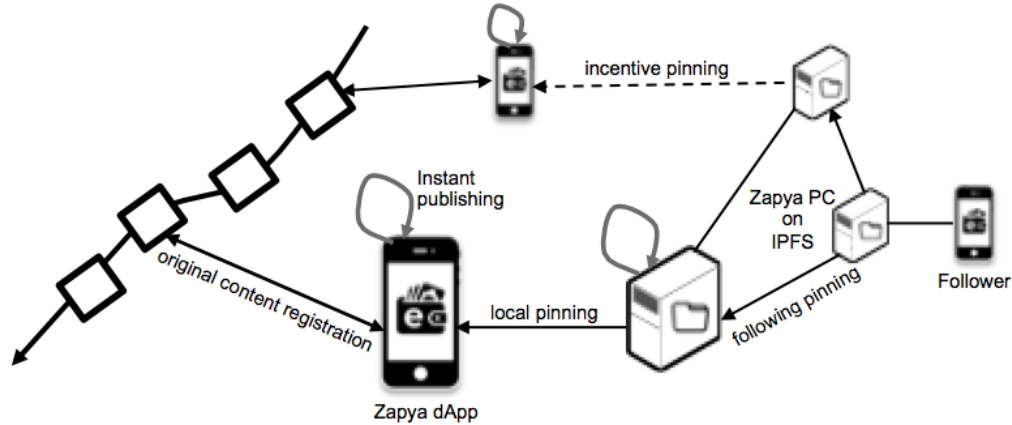 incentive pinning
Instant
publishing
Zapya PC
on
IPFS
Follower
original content registration
local pinning
following pinning
Zapya dApp